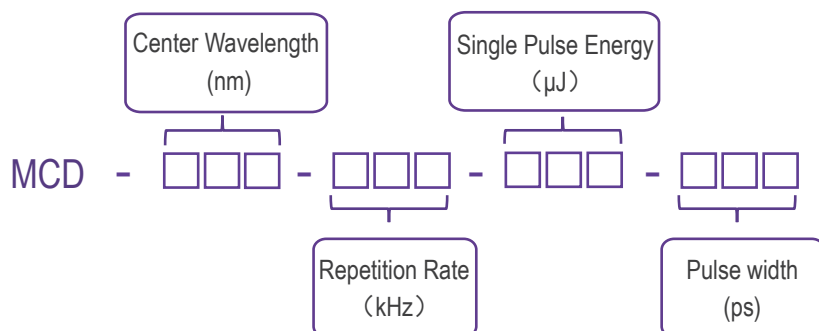 Center Wavelength
(nm)
Single Pulse Energy
（μJ）
MCD - □□□ - □□□ - □□□ - □□□
Repetition Rate
（kHz）
Pulse width
(ps)